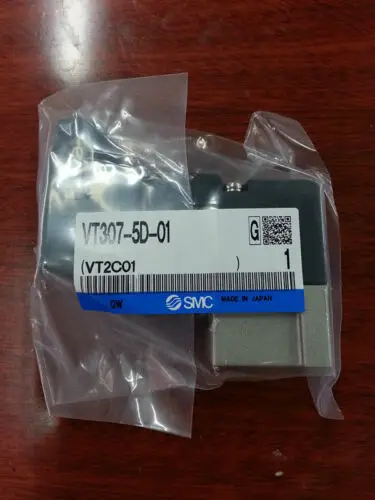 VT307-5D-01
G
(VT2C01 )
1
QW
SMC
MADE IN JAPAN